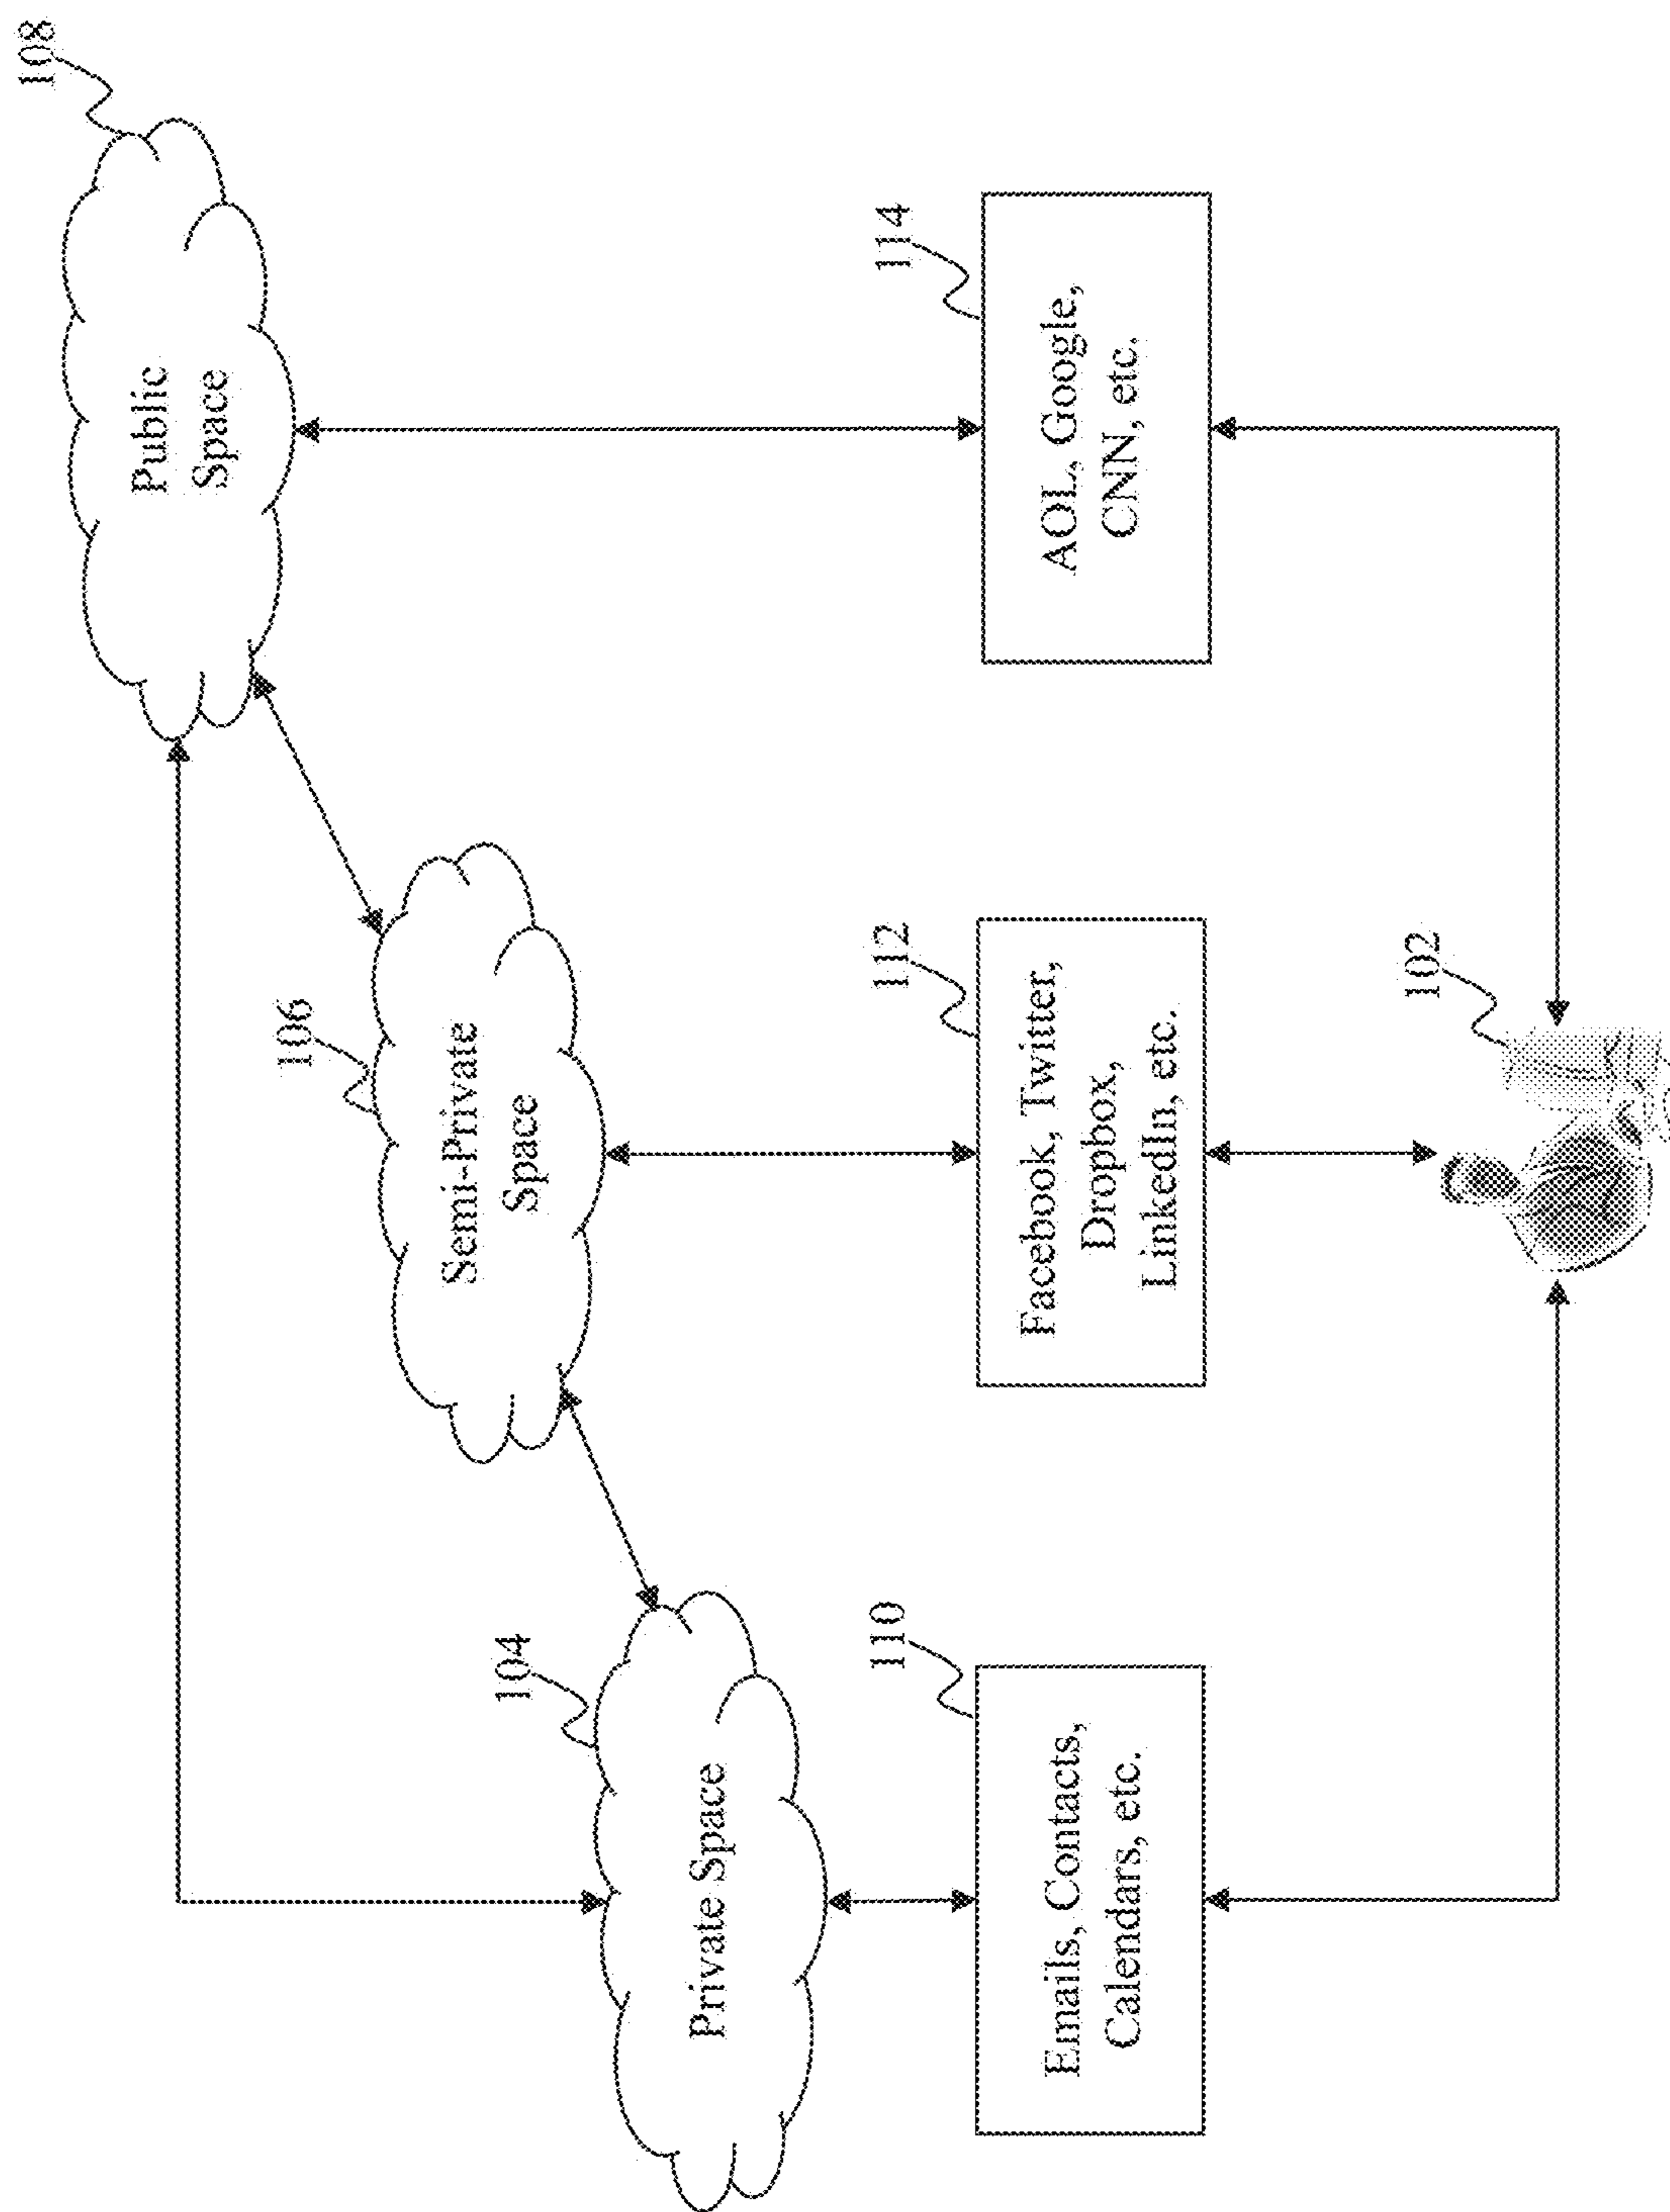 108
Public
Space
106
Semi-Private
Space
104
Private Space
110
Emails, Contacts,
Calendars, etc.
112
Facebook, Twitter,
Dropbox,
LinkedIn, etc.
114
AOL, Google,
CNN, etc.
102